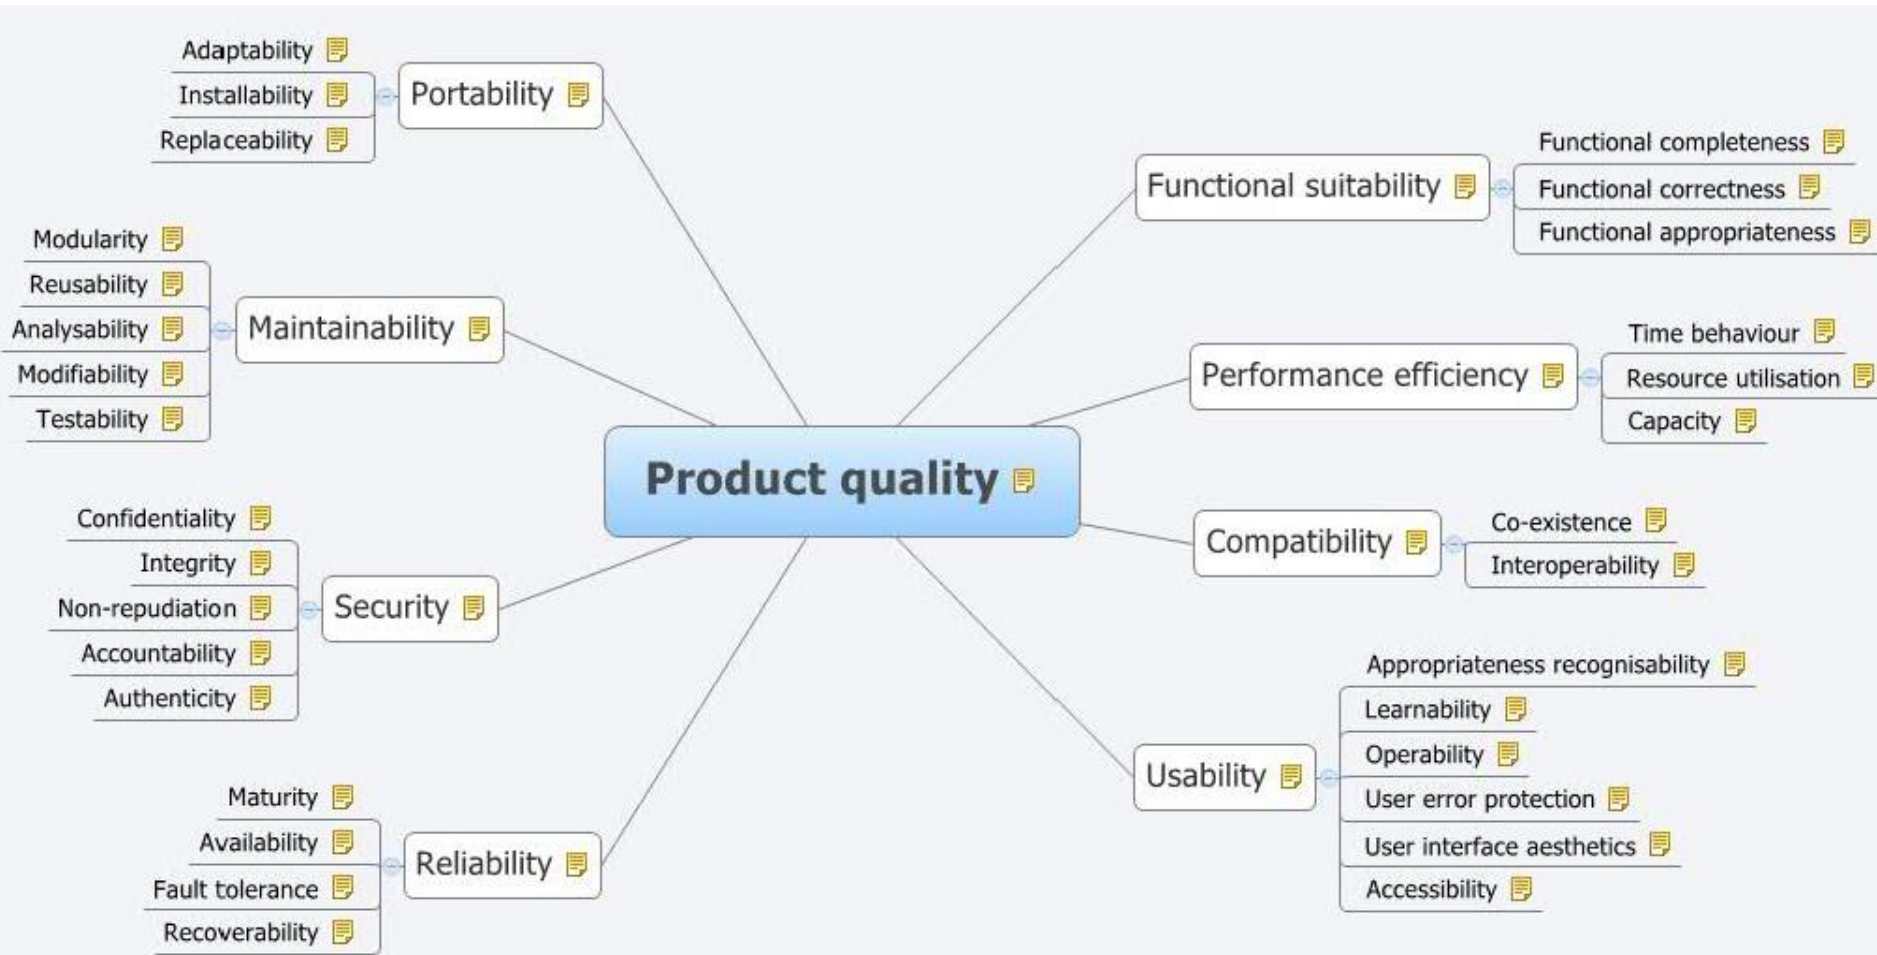 Product quality
Functional suitability
Functional completeness
Functional correctness
Functional appropriateness
Performance efficiency
Time behaviour
Resource utilisation
Capacity
Compatibility
Co-existence
Interoperability
Usability
Appropriateness recognisability
Learnability
Operability
User error protection
User interface aesthetics
Accessibility
Reliability
Maturity
Availability
Fault tolerance
Recoverability
Security
Confidentiality
Integrity
Non-repudiation
Accountability
Authenticity
Maintainability
Modularity
Reusability
Analysability
Modifiability
Testability
Portability
Adaptability
Installability
Replaceability